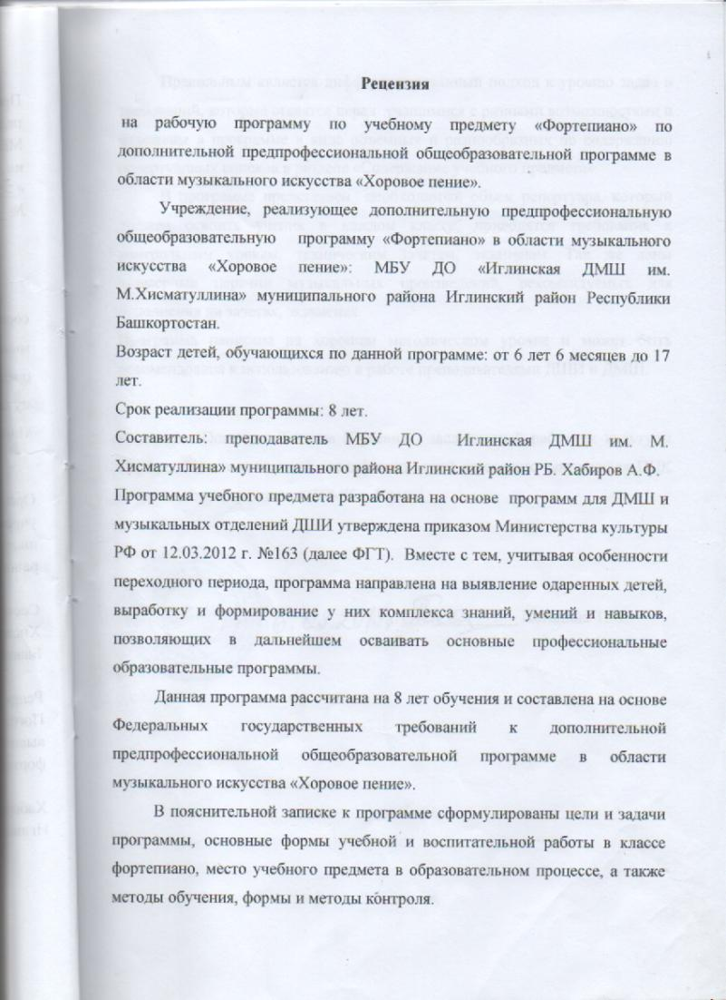 Рецензия
на рабочую программу по учебному предмету «Фортепиано» по
дополнительной предпрофессиональной общеобразовательной программе в
области музыкального искусства «Хоровое пение».
Учреждение, реализующее дополнительную предпрофессиональную
общеобразовательную программу «Фортепиано» в области музыкального
искусства «Хоровое пение»: МБУ ДО «Иглинская ДМШ им.
М.Хисматуллина» муниципального района Иглинский район Республики
Башкортостан.
Возраст детей, обучающихся по данной программе: от 6 лет 6 месяцев до 17
лет.
Срок реализации программы: 8 лет.
Составитель: преподаватель МБУ ДО Иглинская ДМШ им. М.
Хисматуллина» муниципального района Иглинский район РБ. Хабиров А.Ф.
Программа учебного предмета разработана на основе программ для ДМШ и
музыкальных отделений ДШИ утверждена приказом Министерства культуры
РФ от 12.03.2012 г. №163 (далее ФГТ). Вместе с тем, учитывая особенности
переходного периода, программа направлена на выявление одаренных детей,
выработку и формирование у них комплекса знаний, умений и навыков,
позволяющих в дальнейшем осваивать основные профессиональные
образовательные программы.
Данная программа рассчитана на 8 лет обучения и составлена на основе
Федеральных государственных требований к дополнительной
предпрофессиональной общеобразовательной программе в области
музыкального искусства «Хоровое пение».
В пояснительной записке к программе сформулированы цели и задачи
программы, основные формы учебной и воспитательной работы в классе
фортепиано, место учебного предмета в образовательном процессе, а также
методы обучения, формы и методы контроля.